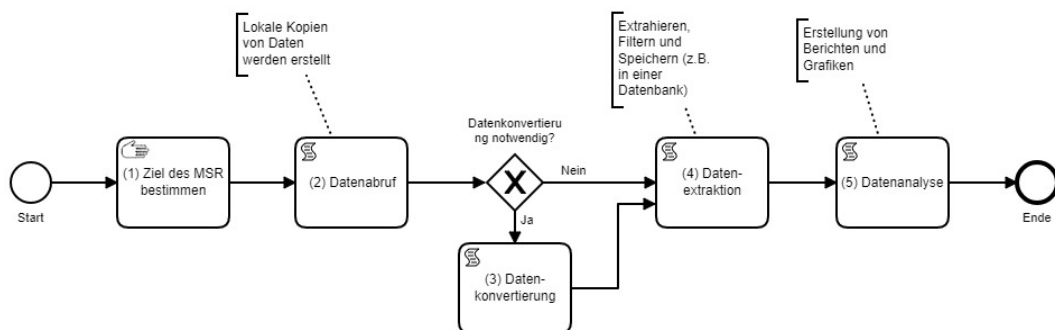 Lokale Kopien
von Daten
werden erstellt
Extrahieren,
Filtern und
Speichern (z.B.
in einer
Datenbank)
Erstellung von
Berichten und
Grafiken
Datenkonvertieru
ng notwendig?
(1) Ziel des MSR
bestimmen
(2) Datenabruf
Nein
(4) Daten-
extraktion
(5) Datenanalyse
Start
Ja
Ende
(3) Daten-
konvertierung